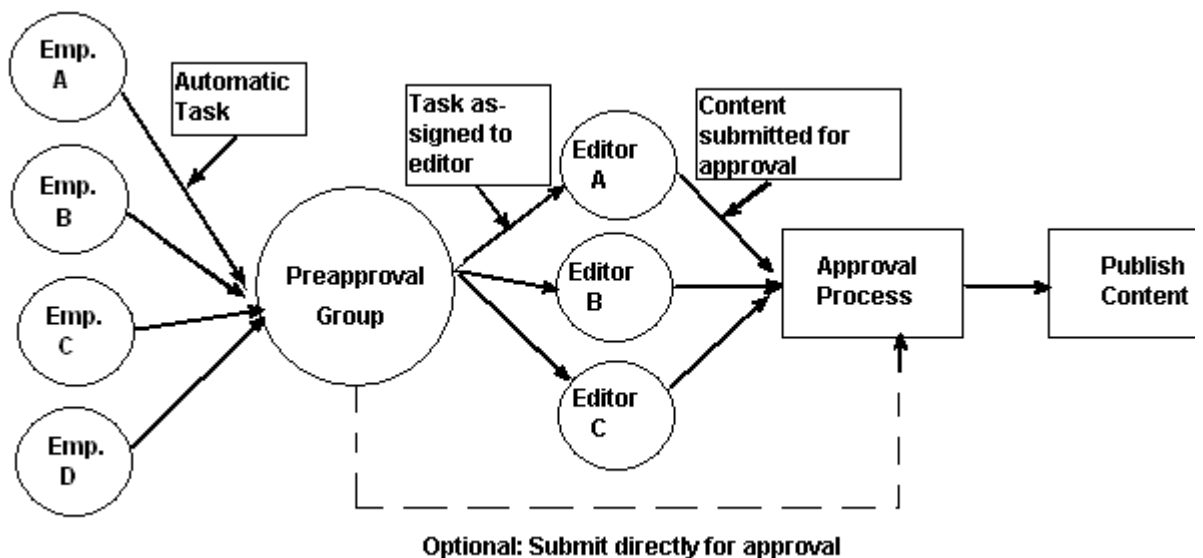 Emp.
A
Automatic
Task
Emp.
B
Emp.
C
Emp.
D
Preapproval
Group
Task as-
signed to
editor
Editor
A
Editor
B
Editor
C
Content
submitted for
approval
Approval
Process
Publish
Content
Optional: Submit directly for approval